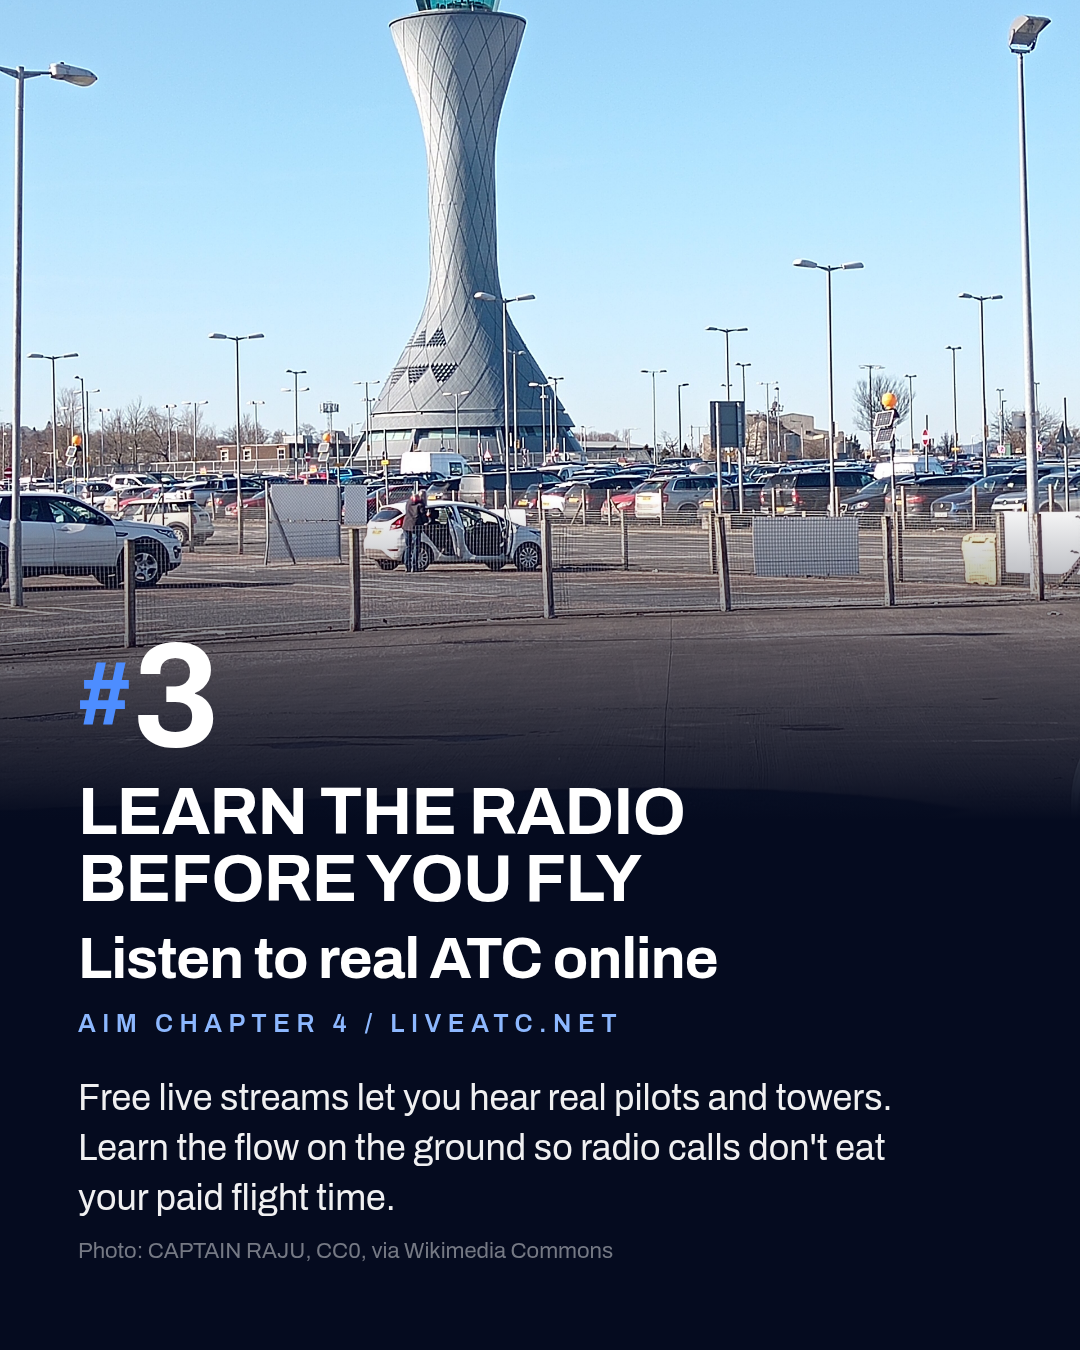 #3
LEARN THE RADIO
BEFORE YOU FLY
Listen to real ATC online
AIM CHAPTER 4 / LIVEATC.NET
Free live streams let you hear real pilots and towers.
Learn the flow on the ground so radio calls don't eat
your paid flight time.
Photo: CAPTAIN RAJU, CC0, via Wikimedia Commons